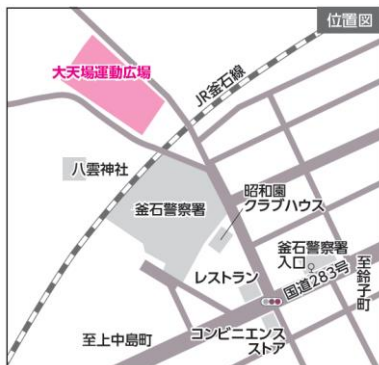 位置図
大天場運動広場
JR釜石線
八雲神社
釜石警察署
昭和園
クラブハウス
釜石警察署
入口
至鈴子町
国道283号
レストラン
至上中島町
コンビニエンス
ストア